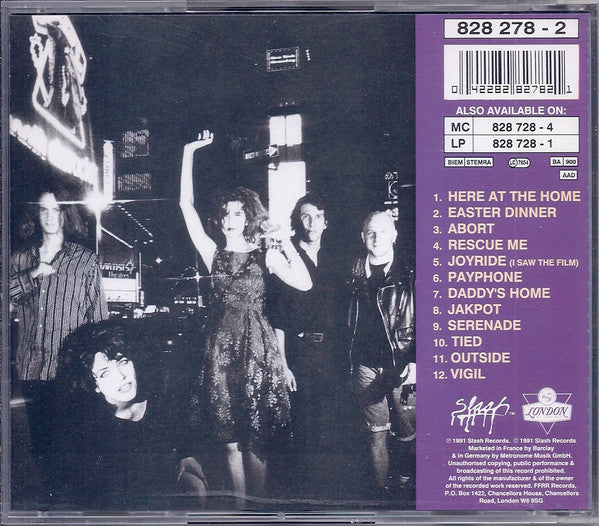 828 278 - 2
0 42282 82782 1
ALSO AVAILABLE ON:
MC 828 728 - 4
LP 828 728 - 1
BIEM STEMRA LC 7654 BA 900
AAD
1. HERE AT THE HOME
2. EASTER DINNER
3. ABORT
4. RESCUE ME
5. JOYRIDE (I SAW THE FILM)
6. PAYPHONE
7. DADDY'S HOME
8. JAKPOT
9. SERENADE
10. TIED
11. OUTSIDE
12. VIGIL
Slash™
LONDON
℗ 1991 Slash Records. © 1991 Slash Records
Marketed in France by Barclay
& in Germany by Metronome Musik GmbH.
Unauthorised copying, public performance &
broadcasting of this record prohibited.
All rights of the manufacturer & of the owner
of the recorded work reserved. FFRR Records,
P.O. Box 1422, Chancellors House, Chancellors
Road, London W6 9SG